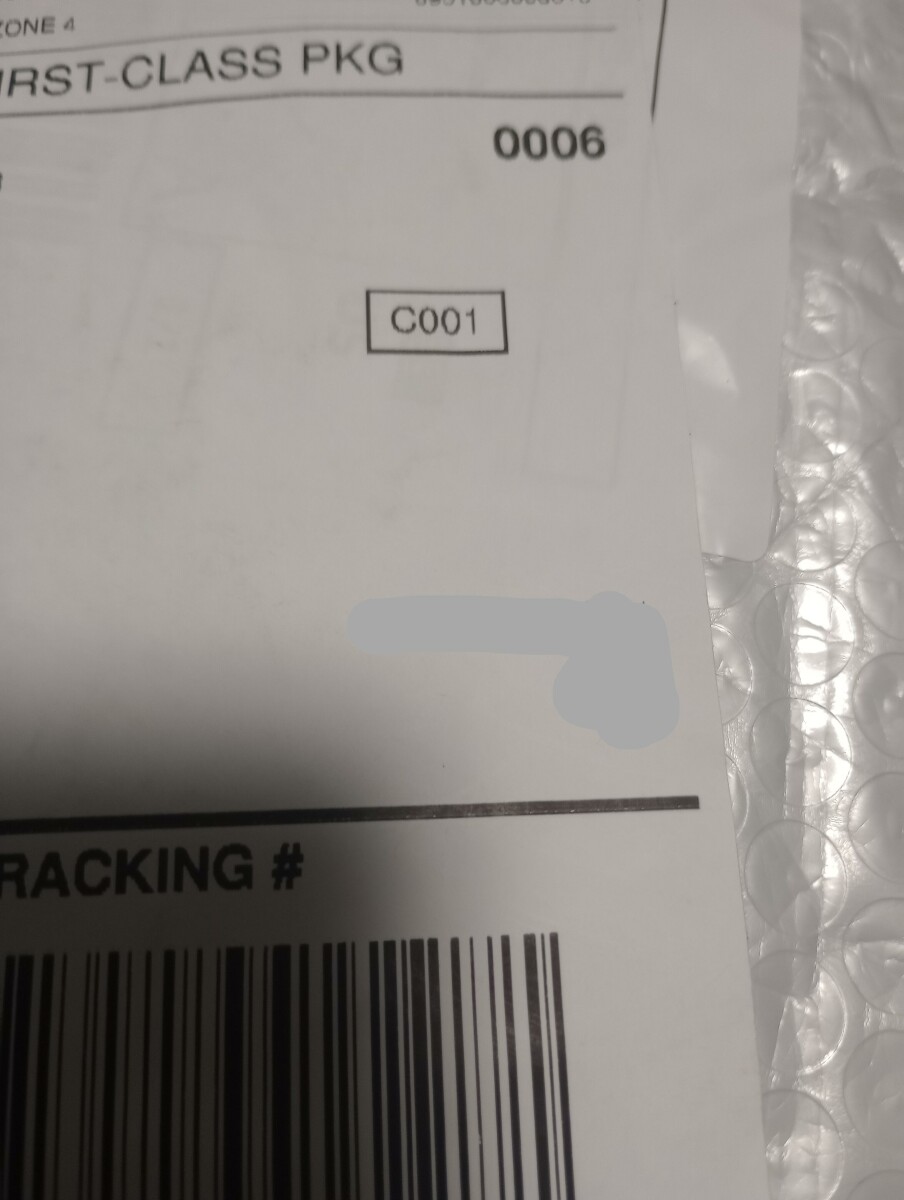 ZONE 4
IRST-CLASS PKG
0006
C001
RACKING #